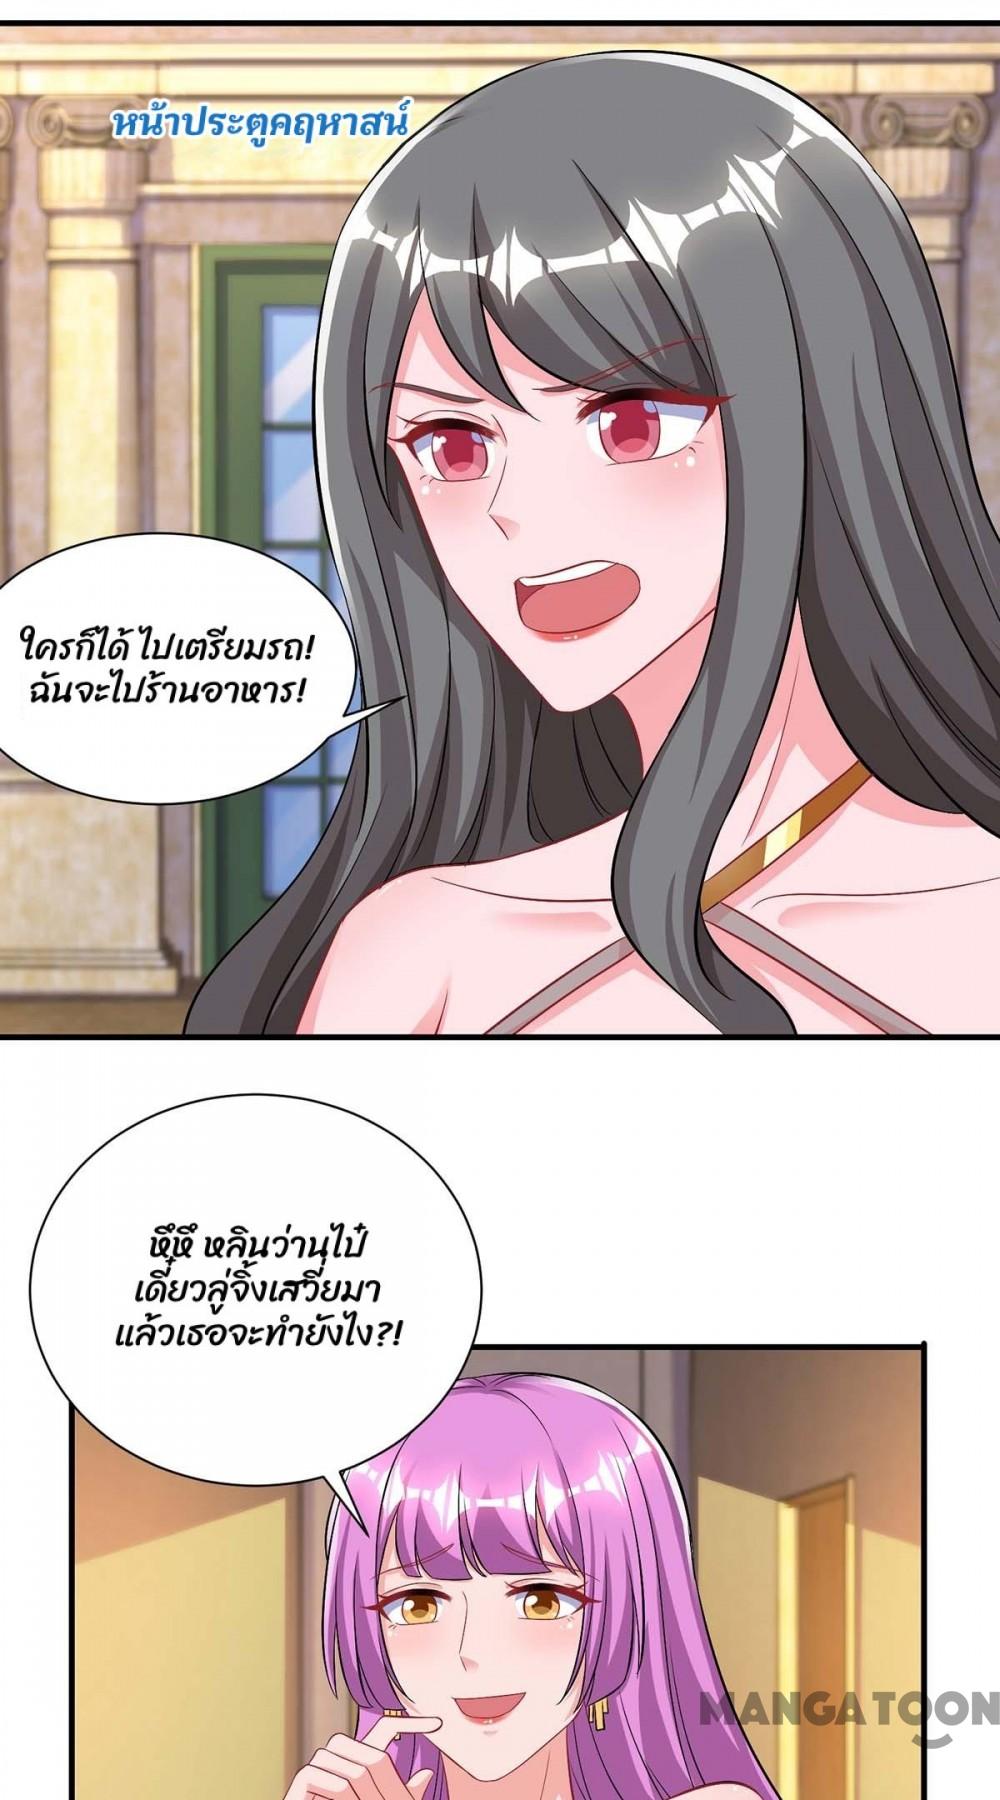 หน้าประตูคฤหาสน์
ใครก็ได้ ไปเตรียมรถ!
ฉันจะไปร้านอาหาร!
หึหึ หลินว่านไป๋
เดี๋ยวลู่จิ้งเสวี่ยมา
แล้วเธอจะทำยังไง?!
MANGATOON